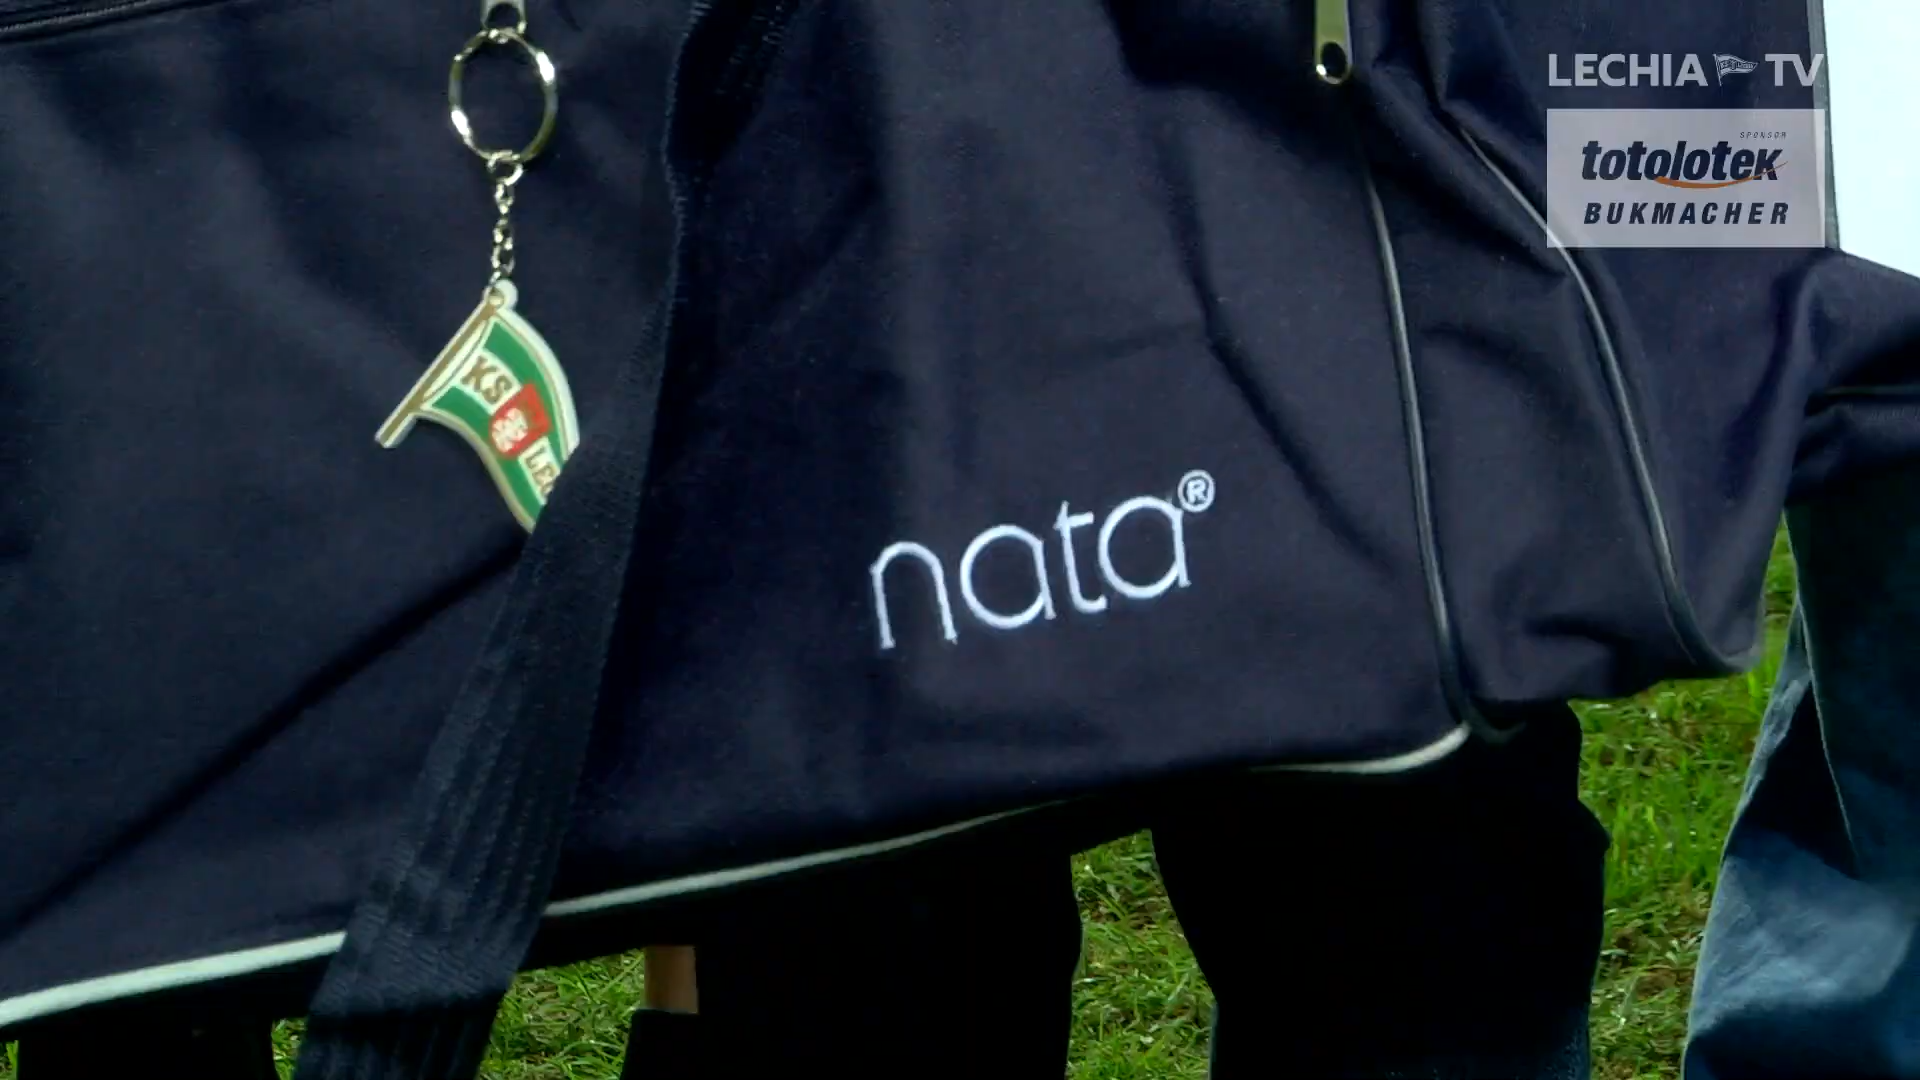 LECHIA TV
SPONSOR
totolotek
BUKMACHER
KS
nata®